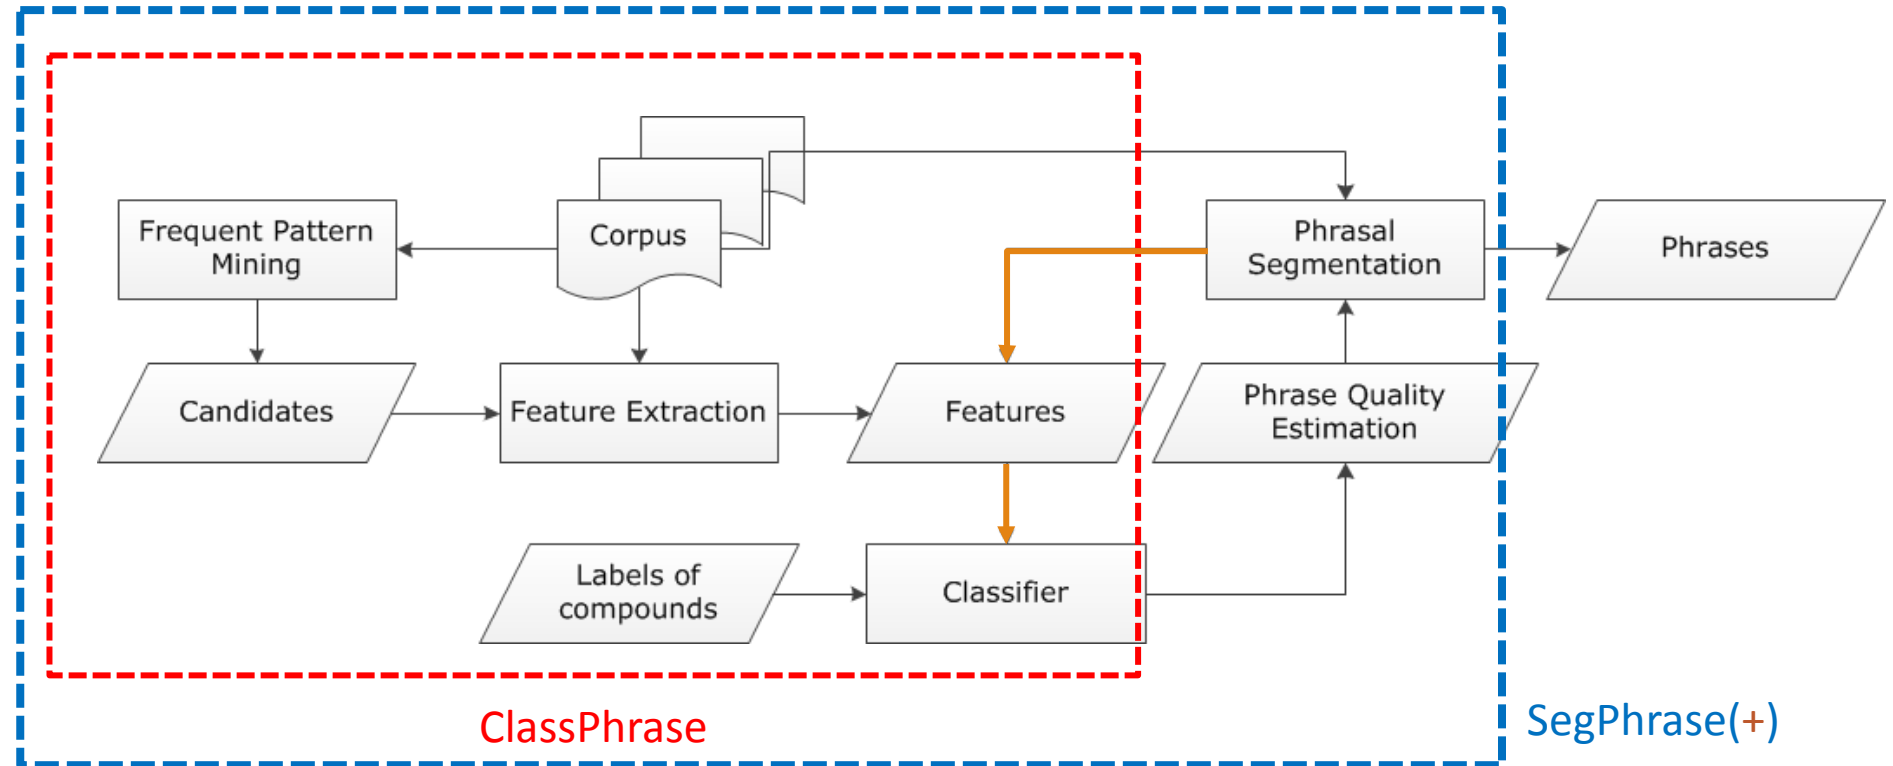 Frequent Pattern
Mining
Corpus
Phrasal
Segmentation
Phrases
Candidates
Feature Extraction
Features
Phrase Quality
Estimation
Labels of
compounds
Classifier
ClassPhrase
SegPhrase(+)